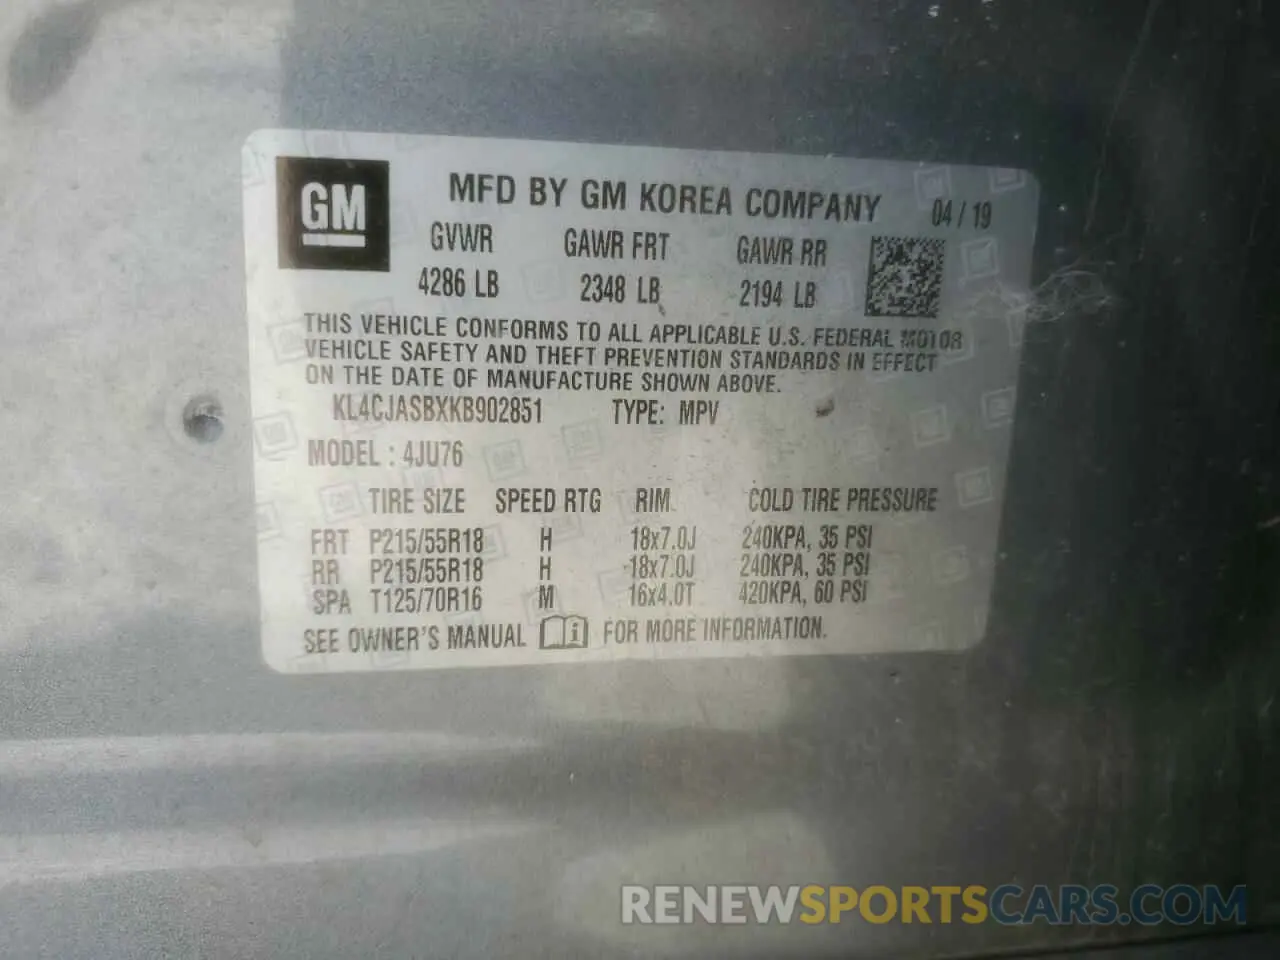 GM
MFD BY GM KOREA COMPANY 04 / 19
GVWR GAWR FRT GAWR RR
4286 LB 2348 LB 2194 LB
THIS VEHICLE CONFORMS TO ALL APPLICABLE U.S. FEDERAL MOTOR
VEHICLE SAFETY AND THEFT PREVENTION STANDARDS IN EFFECT
ON THE DATE OF MANUFACTURE SHOWN ABOVE.
KL4CJASBXKB902851 TYPE: MPV
MODEL : 4JU76
TIRE SIZE SPEED RTG RIM COLD TIRE PRESSURE
FRT P215/55R18 H 18x7.0J 240KPA, 35 PSI
RR P215/55R18 H 18x7.0J 240KPA, 35 PSI
SPA T125/70R16 M 16x4.0T 420KPA, 60 PSI
SEE OWNER'S MANUAL i FOR MORE INFORMATION.
RENEWSPORTSCARS.COM